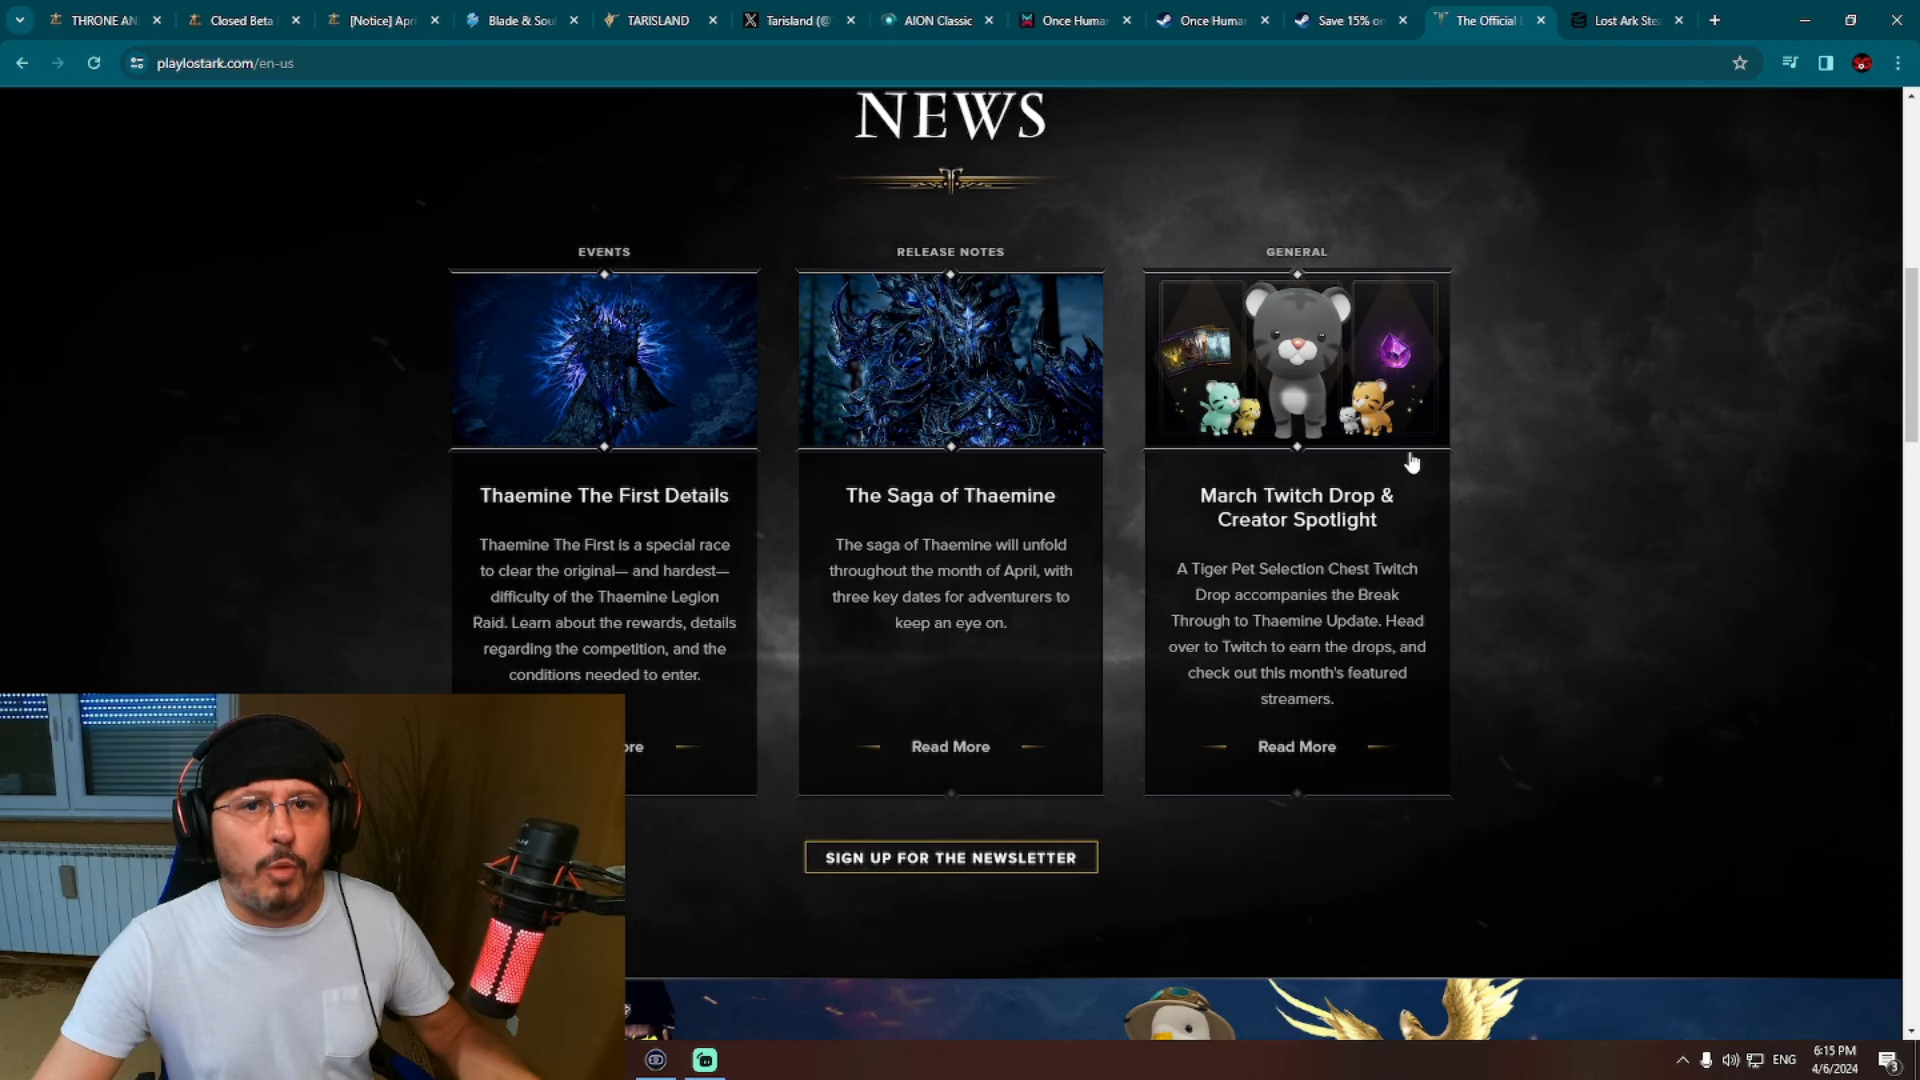 THRONE AN
Closed Beta
[Notice] Apri
Blade & Sou
TARISLAND
Tarisland (@
AION Classic
Once Human
Once Huma
Save 15% on
The Official L
Lost Ark Stea
playlostark.com/en-us
NEWS
EVENTS
RELEASE NOTES
GENERAL
Thaemine The First Details
Thaemine The First is a special race
to clear the original— and hardest—
difficulty of the Thaemine Legion
Raid. Learn about the rewards, details
regarding the competition, and the
conditions needed to enter.
ore
The Saga of Thaemine
The saga of Thaemine will unfold
throughout the month of April, with
three key dates for adventurers to
keep an eye on.
Read More
March Twitch Drop &
Creator Spotlight
A Tiger Pet Selection Chest Twitch
Drop accompanies the Break
Through to Thaemine Update. Head
over to Twitch to earn the drops, and
check out this month's featured
streamers.
Read More
SIGN UP FOR THE NEWSLETTER
ENG
6:15 PM
4/6/2024
3